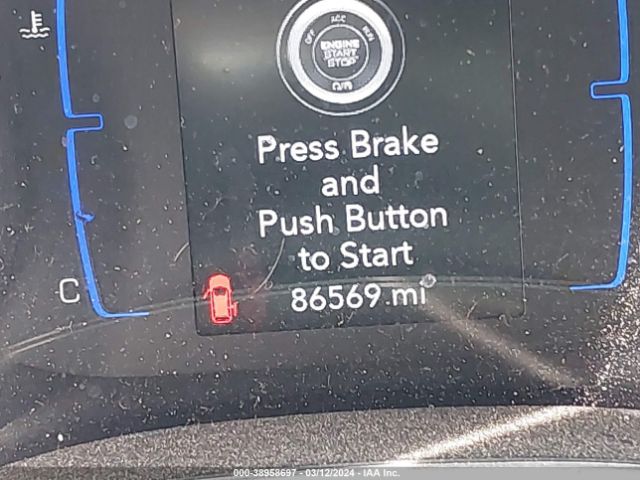 ACC
OFF
RUN
ENGINE
START
STOP
Press Brake
and
Push Button
to Start
C
86569 mi
000-38958697 - 03/12/2024 - IAA Inc.